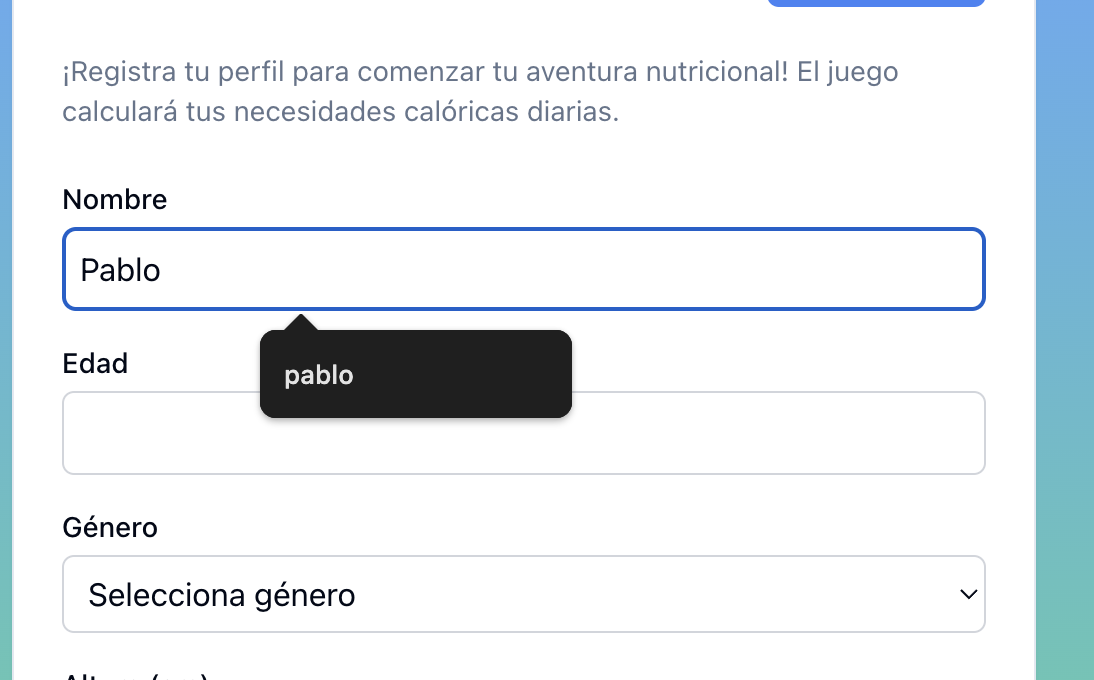 ¡Registra tu perfil para comenzar tu aventura nutricional! El juego
calculará tus necesidades calóricas diarias.
Nombre
Pablo
pablo
Edad
Género
Selecciona género